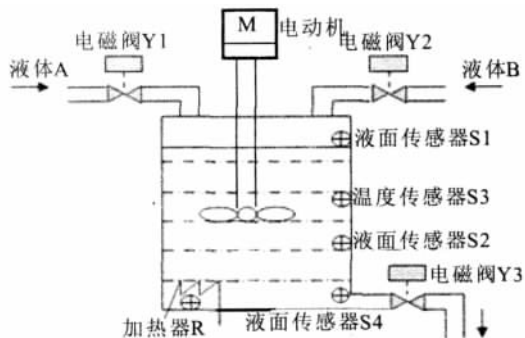 M
电动机
电磁阀Y1
电磁阀Y2
液体A
液体B
液面传感器S1
温度传感器S3
液面传感器S2
电磁阀Y3
加热器R
液面传感器S4